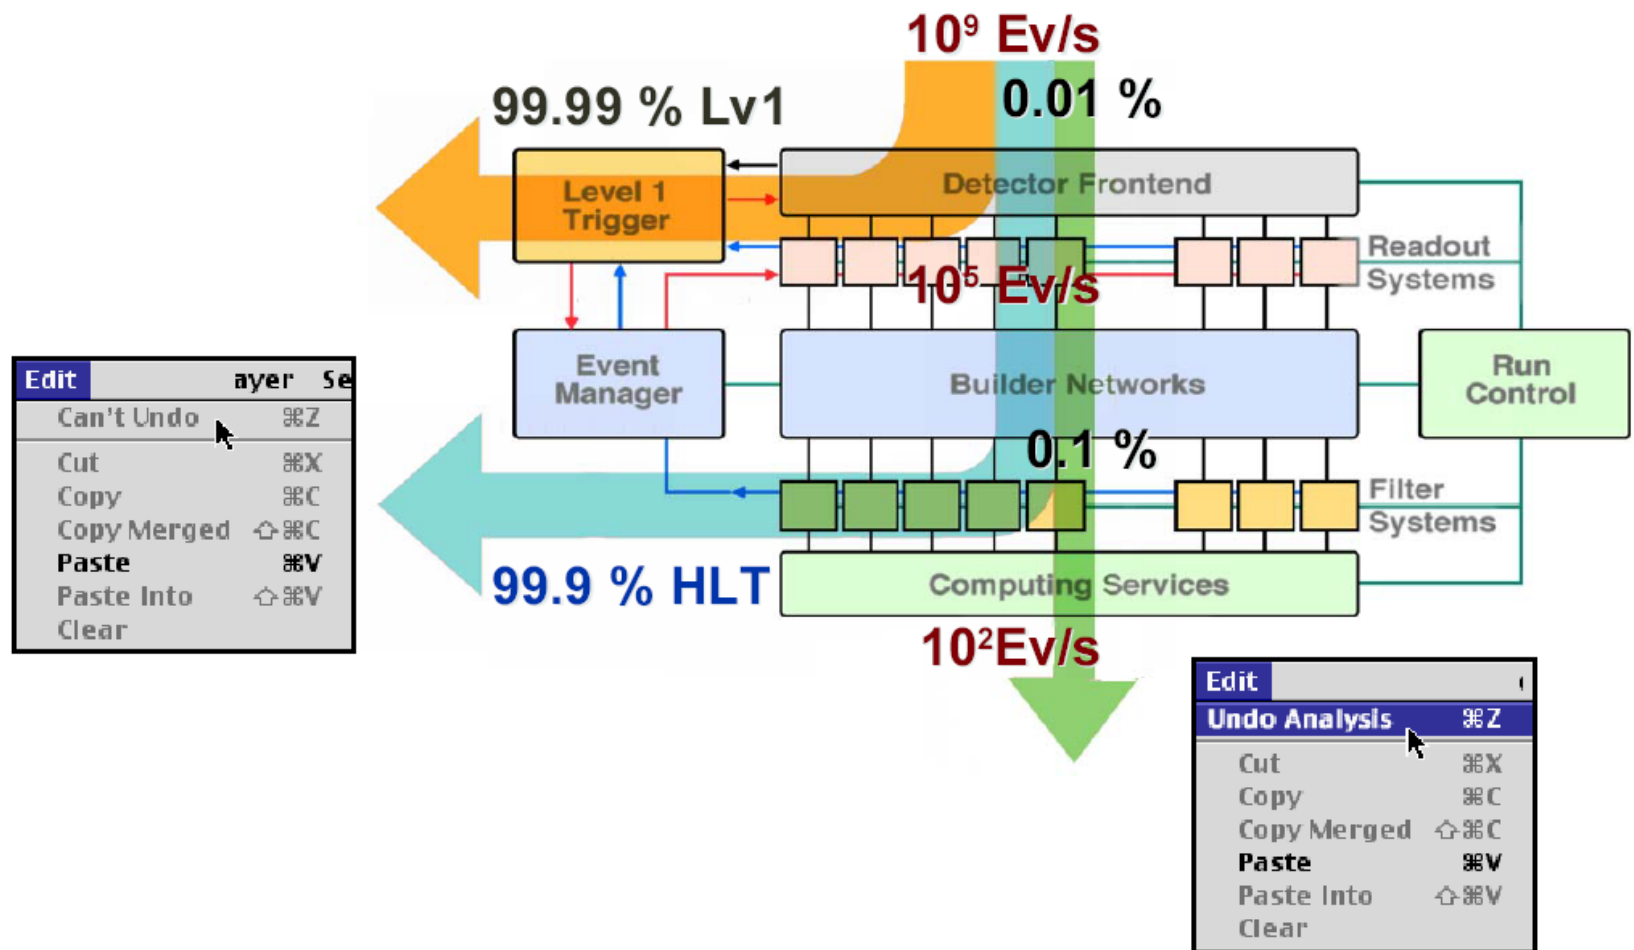 10⁹ Ev/s
99.99 % Lv1
0.01 %
Level 1
Trigger
Detector Frontend
Readout
Systems
10⁵ Ev/s
Event
Manager
Builder Networks
Run
Control
0.1 %
Filter
Systems
99.9 % HLT
Computing Services
10²Ev/s
Edit ayer Se
Can't Undo ⌘Z
Cut ⌘X
Copy ⌘C
Copy Merged ⇧⌘C
Paste ⌘V
Paste Into ⇧⌘V
Clear
Edit
Undo Analysis ⌘Z
Cut ⌘X
Copy ⌘C
Copy Merged ⇧⌘C
Paste ⌘V
Paste Into ⇧⌘V
Clear